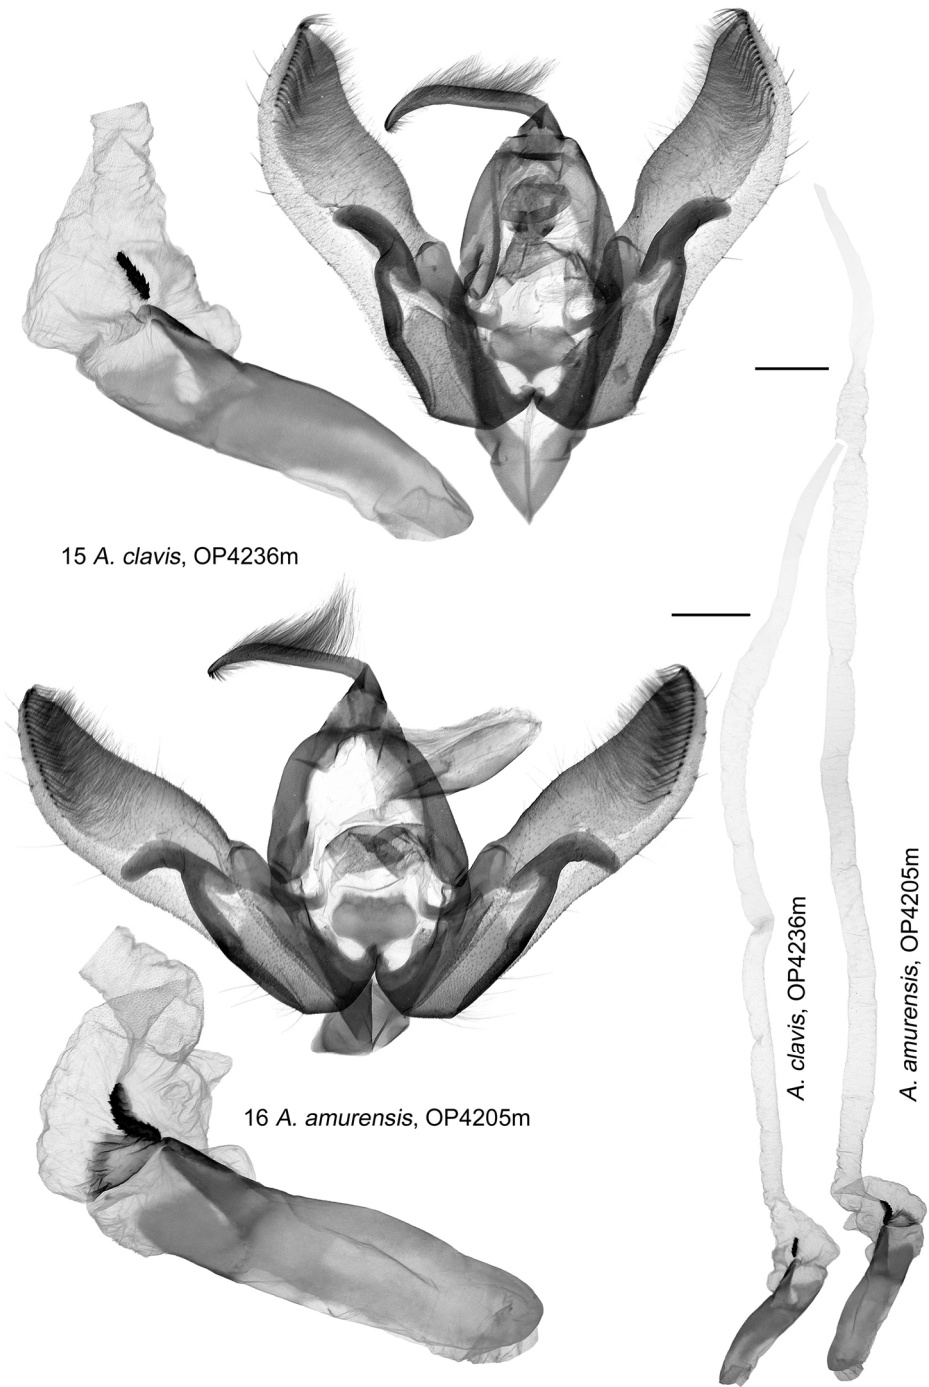 15 A. clavis, OP4236m
16 A. amurensis, OP4205m
A. clavis, OP4236m
A. amurensis, OP4205m